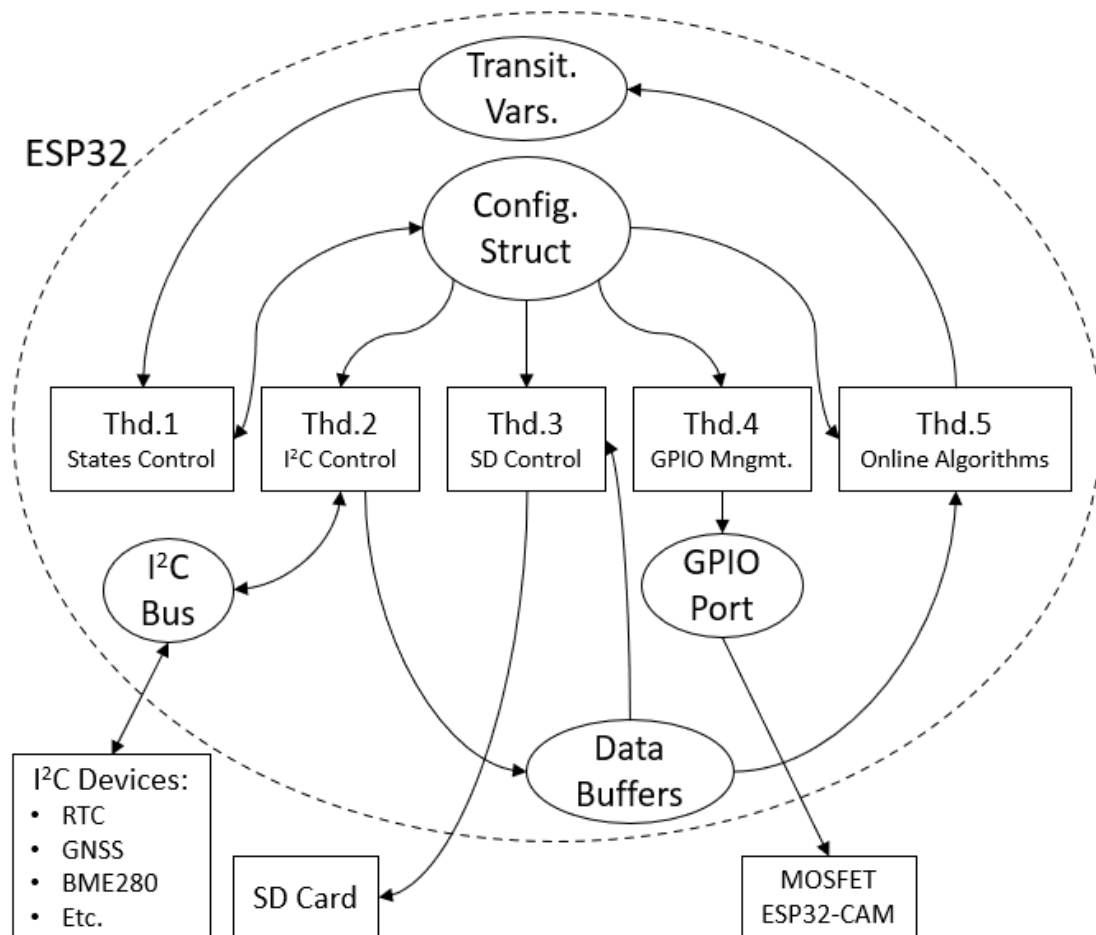 Transit.
Vars.
ESP32
Config.
Struct
Thd.1
States Control
Thd.2
I²C Control
Thd.3
SD Control
Thd.4
GPIO Mngmt.
Thd.5
Online Algorithms
I²C
Bus
GPIO
Port
Data
Buffers
I²C Devices:
• RTC
• GNSS
• BME280
• Etc.
SD Card
MOSFET
ESP32-CAM